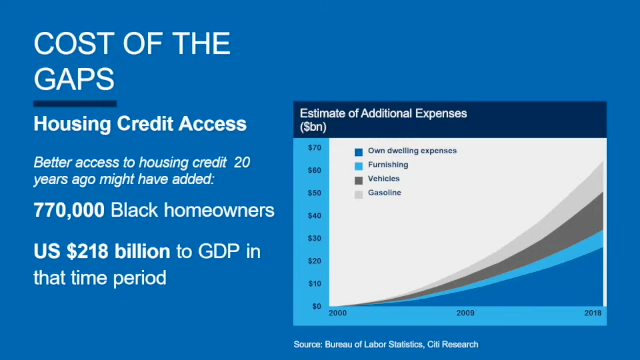 COST OF THE
GAPS
Housing Credit Access
Better access to housing credit 20
years ago might have added:
770,000 Black homeowners
US $218 billion to GDP in
that time period
Estimate of Additional Expenses
($bn)
$70
$60
$50
$40
$30
$20
$10
$0
Own dwelling expenses
Furnishing
Vehicles
Gasoline
2000
2009
2018
Source: Bureau of Labor Statistics, Citi Research